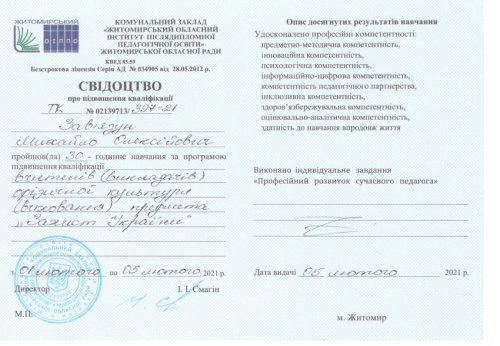 ЖИТОМИРСЬКИЙ
ОІППО
КОМУНАЛЬНИЙ ЗАКЛАД
«ЖИТОМИРСЬКИЙ ОБЛАСНИЙ
ІНСТИТУТ ПІСЛЯДИПЛОМНОЇ
ПЕДАГОГІЧНОЇ ОСВІТИ»
ЖИТОМИРСЬКОЇ ОБЛАСНОЇ РАДИ
КВЕД 85.59
Безстрокова ліцензія Серія АД № 034905 від 28.05.2012 р.
СВІДОЦТВО
про підвищення кваліфікації
ПК № 02139713/ 397-21
Зав'язун
Михайло Олексійович
пройшов(ла) 30 - годинне навчання за програмою
підвищення кваліфікації
вчителів (викладачів)
фізичної культури
(виховання) предмета
„Захист України"
з 01 лютого по 05 лютого 2021 р.
Директор І. І. Смагін
М.П.
Опис досягнутих результатів навчання
Удосконалено професійні компетентності:
предметно-методична компетентність,
інноваційна компетентність,
психологічна компетентність,
інформаційно-цифрова компетентність,
компетентність педагогічного партнерства,
інклюзивна компетентність,
здоров'язбережувальна компетентність,
оцінювально-аналітична компетентність,
здатність до навчання впродовж життя
Виконано індивідуальне завдання
«Професійний розвиток сучасного педагога»
Дата видачі 05 лютого 2021 р.
м. Житомир